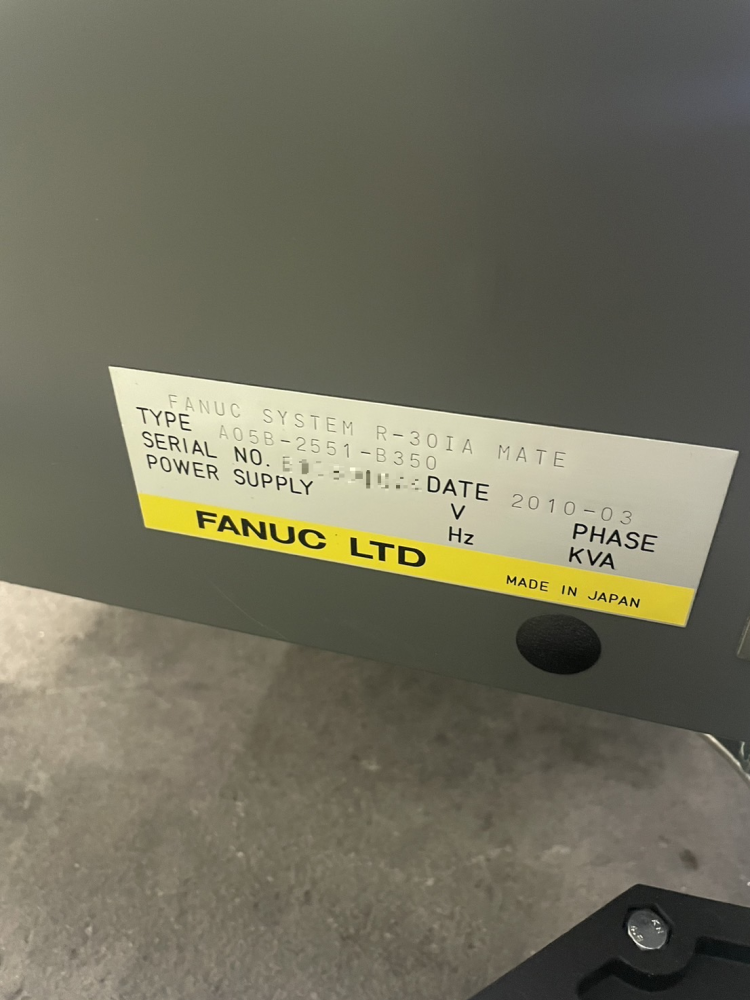 FANUC SYSTEM R-30IA MATE
TYPE A05B-2551-B350
SERIAL NO. DATE 2010-03
POWER SUPPLY V PHASE
Hz KVA
FANUC LTD
MADE IN JAPAN